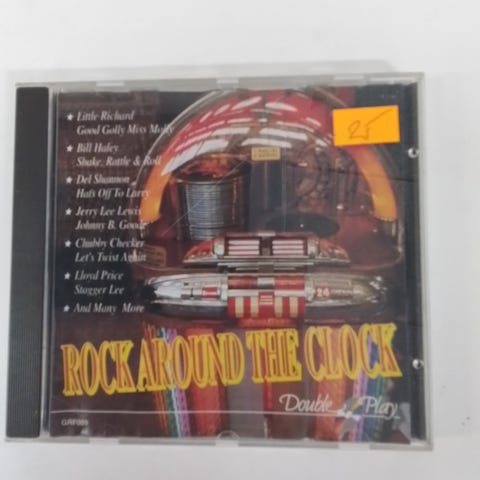 ★ Little Richard
Good Golly Miss Molly
★ Bill Haley
Shake, Rattle & Roll
★ Del Shannon
Hats Off To Larry
★ Jerry Lee Lewis
Johnny B. Goode
★ Chubby Checker
Let's Twist Again
★ Lloyd Price
Stagger Lee
★ And Many More
25
24
ROCK AROUND THE CLOCK
Double Play
GRF089